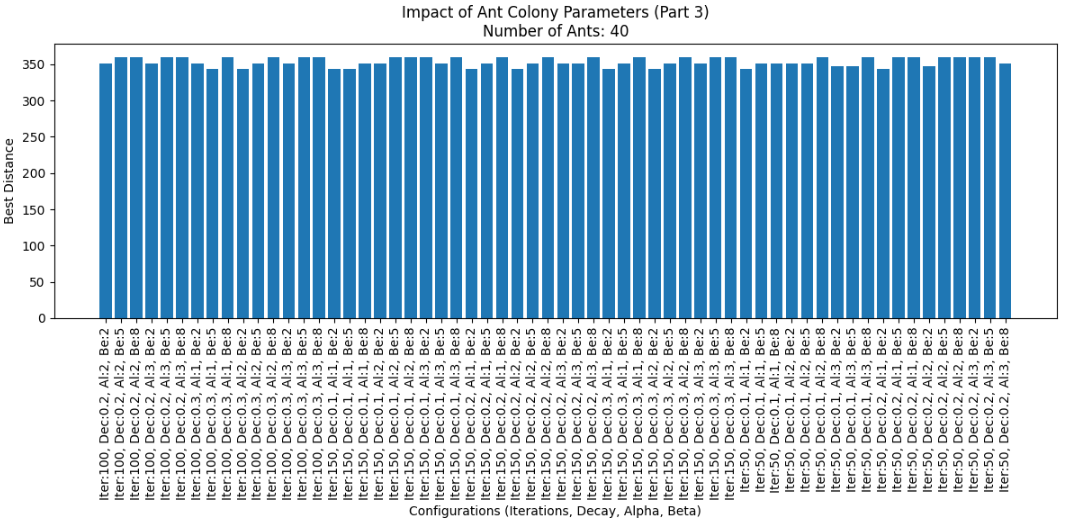 Impact of Ant Colony Parameters (Part 3)
Number of Ants: 40
Best Distance
350
300
250
200
150
100
50
0
Iter:100, Dec:0.2, Al:2, Be:2
Iter:100, Dec:0.2, Al:2, Be:5
Iter:100, Dec:0.2, Al:2, Be:8
Iter:100, Dec:0.2, Al:3, Be:2
Iter:100, Dec:0.2, Al:3, Be:5
Iter:100, Dec:0.2, Al:3, Be:8
Iter:100, Dec:0.3, Al:1, Be:2
Iter:100, Dec:0.3, Al:1, Be:5
Iter:100, Dec:0.3, Al:1, Be:8
Iter:100, Dec:0.3, Al:2, Be:2
Iter:100, Dec:0.3, Al:2, Be:5
Iter:100, Dec:0.3, Al:2, Be:8
Iter:100, Dec:0.3, Al:3, Be:2
Iter:100, Dec:0.3, Al:3, Be:5
Iter:100, Dec:0.3, Al:3, Be:8
Iter:150, Dec:0.1, Al:1, Be:2
Iter:150, Dec:0.1, Al:1, Be:5
Iter:150, Dec:0.1, Al:1, Be:8
Iter:150, Dec:0.1, Al:2, Be:2
Iter:150, Dec:0.1, Al:2, Be:5
Iter:150, Dec:0.1, Al:2, Be:8
Iter:150, Dec:0.1, Al:3, Be:2
Iter:150, Dec:0.1, Al:3, Be:5
Iter:150, Dec:0.1, Al:3, Be:8
Iter:150, Dec:0.2, Al:1, Be:2
Iter:150, Dec:0.2, Al:1, Be:5
Iter:150, Dec:0.2, Al:1, Be:8
Iter:150, Dec:0.2, Al:2, Be:2
Iter:150, Dec:0.2, Al:2, Be:5
Iter:150, Dec:0.2, Al:2, Be:8
Iter:150, Dec:0.2, Al:3, Be:2
Iter:150, Dec:0.2, Al:3, Be:5
Iter:150, Dec:0.2, Al:3, Be:8
Iter:150, Dec:0.3, Al:1, Be:2
Iter:150, Dec:0.3, Al:1, Be:5
Iter:150, Dec:0.3, Al:1, Be:8
Iter:150, Dec:0.3, Al:2, Be:2
Iter:150, Dec:0.3, Al:2, Be:5
Iter:150, Dec:0.3, Al:2, Be:8
Iter:150, Dec:0.3, Al:3, Be:2
Iter:150, Dec:0.3, Al:3, Be:5
Iter:150, Dec:0.3, Al:3, Be:8
Iter:50, Dec:0.1, Al:1, Be:2
Iter:50, Dec:0.1, Al:1, Be:5
Iter:50, Dec:0.1, Al:1, Be:8
Iter:50, Dec:0.1, Al:2, Be:2
Iter:50, Dec:0.1, Al:2, Be:5
Iter:50, Dec:0.1, Al:2, Be:8
Iter:50, Dec:0.1, Al:3, Be:2
Iter:50, Dec:0.1, Al:3, Be:5
Iter:50, Dec:0.1, Al:3, Be:8
Iter:50, Dec:0.2, Al:1, Be:2
Iter:50, Dec:0.2, Al:1, Be:5
Iter:50, Dec:0.2, Al:1, Be:8
Iter:50, Dec:0.2, Al:2, Be:2
Iter:50, Dec:0.2, Al:2, Be:5
Iter:50, Dec:0.2, Al:2, Be:8
Iter:50, Dec:0.2, Al:3, Be:2
Iter:50, Dec:0.2, Al:3, Be:5
Iter:50, Dec:0.2, Al:3, Be:8
Configurations (Iterations, Decay, Alpha, Beta)